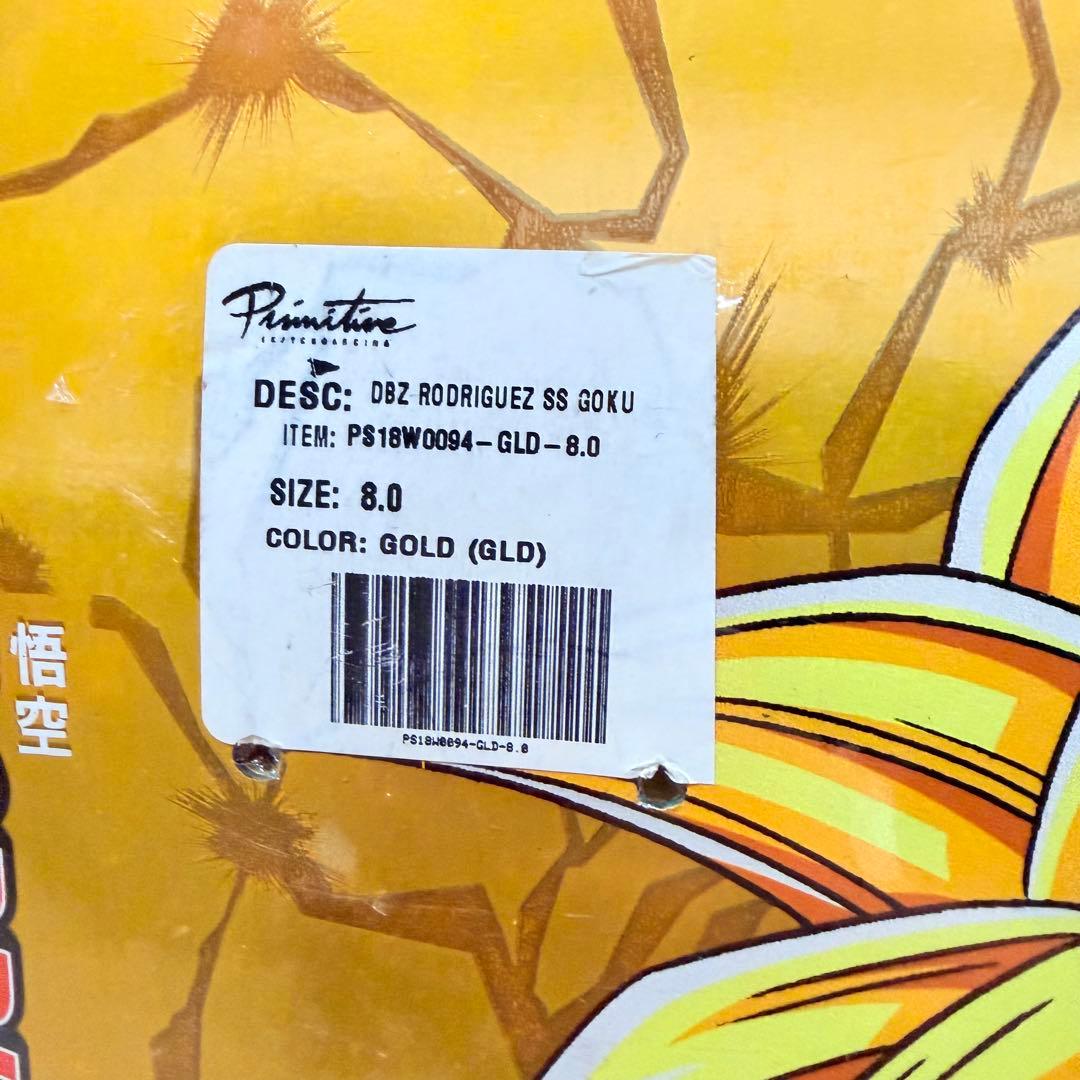 Primitive
SKATEBOARDING
DESC: DBZ RODRIGUEZ SS GOKU
ITEM: PS18W0094-GLD-8.0
SIZE: 8.0
COLOR: GOLD (GLD)
PS18W0094-GLD-8.0
悟空